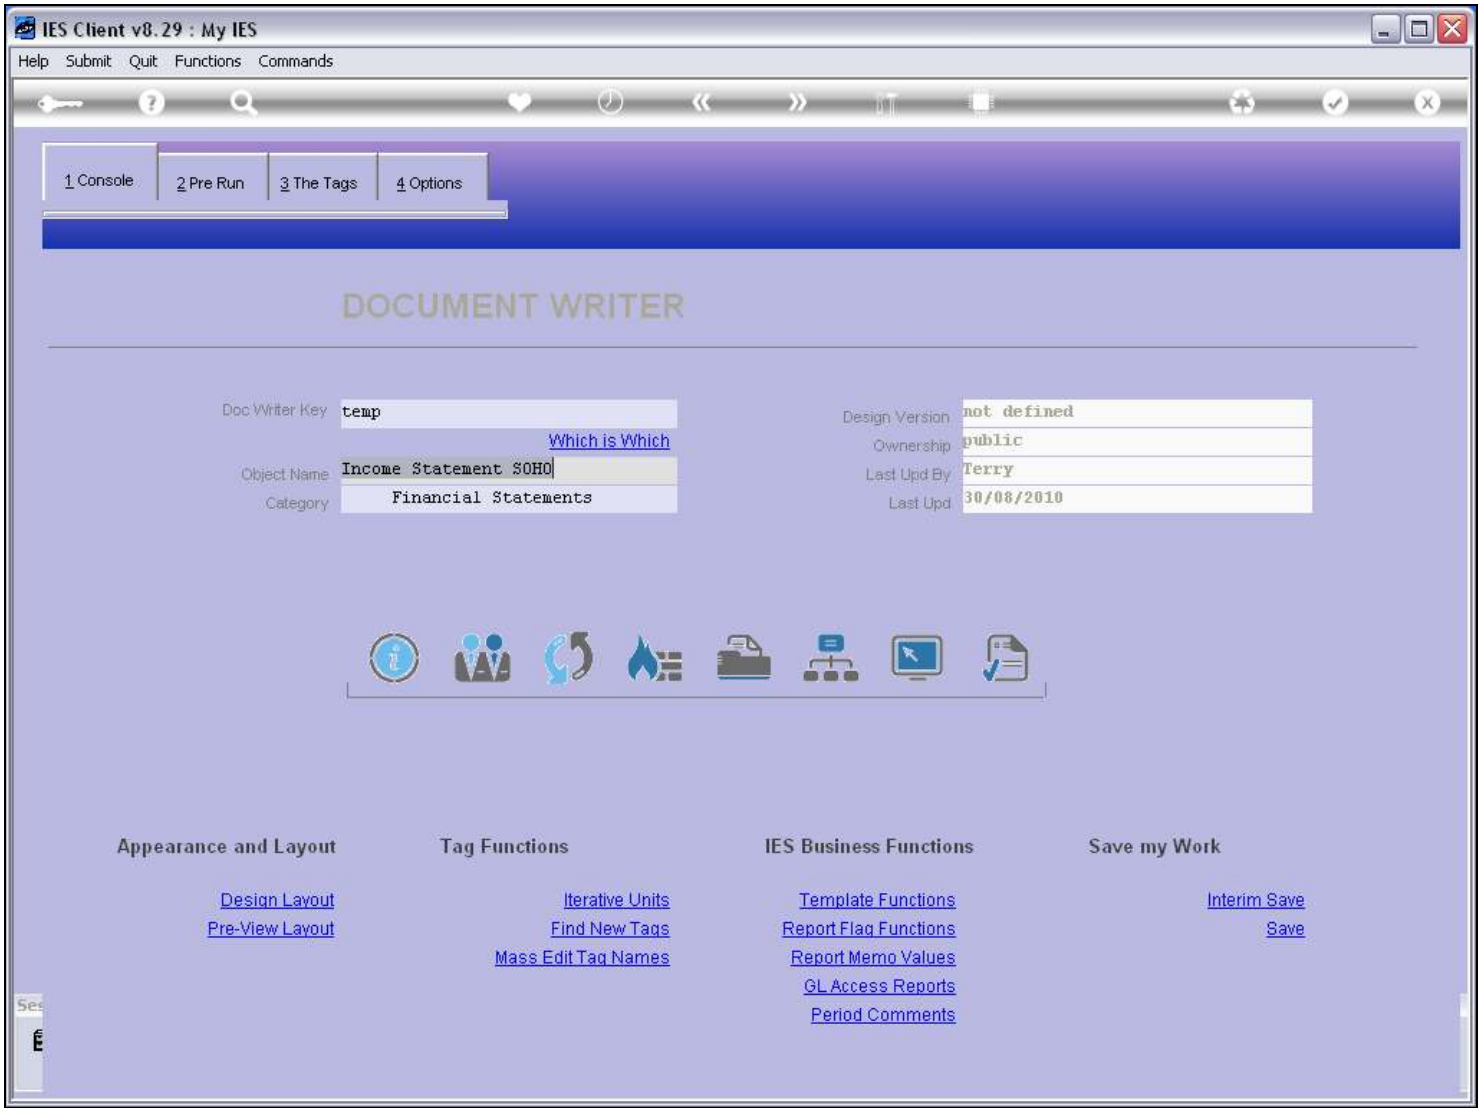 IES Client v8.29 : My IES
Help Submit Quit Functions Commands
1 Console
2 Pre Run
3 The Tags
4 Options
DOCUMENT WRITER
Doc Writer Key temp
Which is Which
Object Name Income Statement SOHO
Category Financial Statements
Design Version not defined
Ownership public
Last Upd By Terry
Last Upd 30/08/2010
Appearance and Layout
Design Layout
Pre-View Layout
Tag Functions
Iterative Units
Find New Tags
Mass Edit Tag Names
IES Business Functions
Template Functions
Report Flag Functions
Report Memo Values
GL Access Reports
Period Comments
Save my Work
Interim Save
Save